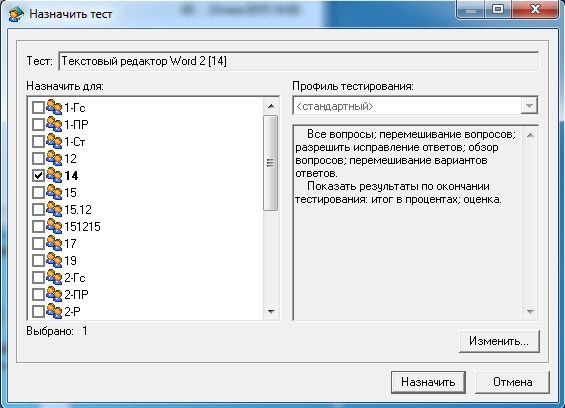 Назначить тест
Тест: Текстовый редактор Word 2 [14]
Назначить для:
1-Гс
1-ПР
1-Ст
12
14
15
15.12
151215
17
19
2-Гс
2-ПР
2-Р
Выбрано: 1
Профиль тестирования:
<стандартный>
Все вопросы; перемешивание вопросов;
разрешить исправление ответов; обзор
вопросов; перемешивание вариантов
ответов.
Показать результаты по окончании
тестирования: итог в процентах; оценка.
Изменить...
Назначить
Отмена